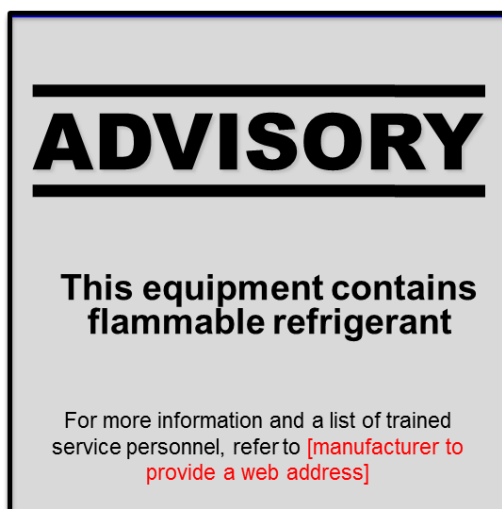 ADVISORY
This equipment contains
flammable refrigerant
For more information and a list of trained
service personnel, refer to [manufacturer to
provide a web address]